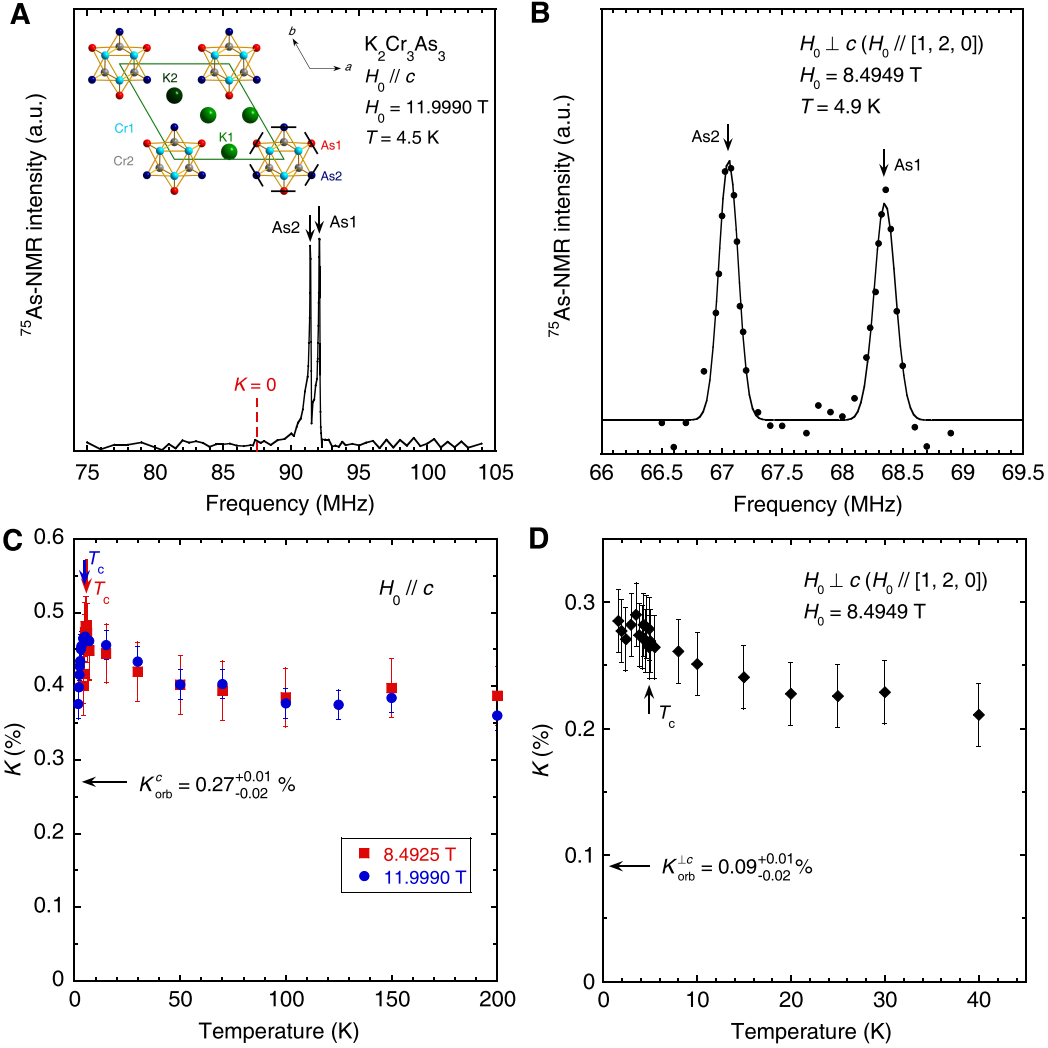 A
b
a
K2
K1
Cr1
Cr2
As1
As2
K₂Cr₃As₃
H₀ // c
H₀ = 11.9990 T
T = 4.5 K
As2
As1
K = 0
⁷⁵As-NMR intensity (a.u.)
75 80 85 90 95 100 105
Frequency (MHz)
B
H₀ ⊥ c (H₀ // [1, 2, 0])
H₀ = 8.4949 T
T = 4.9 K
As2
As1
⁷⁵As-NMR intensity (a.u.)
66 66.5 67 67.5 68 68.5 69 69.5
Frequency (MHz)
C
0.6
0.5
0.4
0.3
0.2
0.1
0
K (%)
T_c
T_c
H₀ // c
K^c_orb = 0.27^{+0.01}_{-0.02} %
8.4925 T
11.9990 T
0 50 100 150 200
Temperature (K)
D
0.3
0.2
0.1
0
K (%)
H₀ ⊥ c (H₀ // [1, 2, 0])
H₀ = 8.4949 T
T_c
K^{⊥c}_orb = 0.09^{+0.01}_{-0.02}%
0 10 20 30 40
Temperature (K)